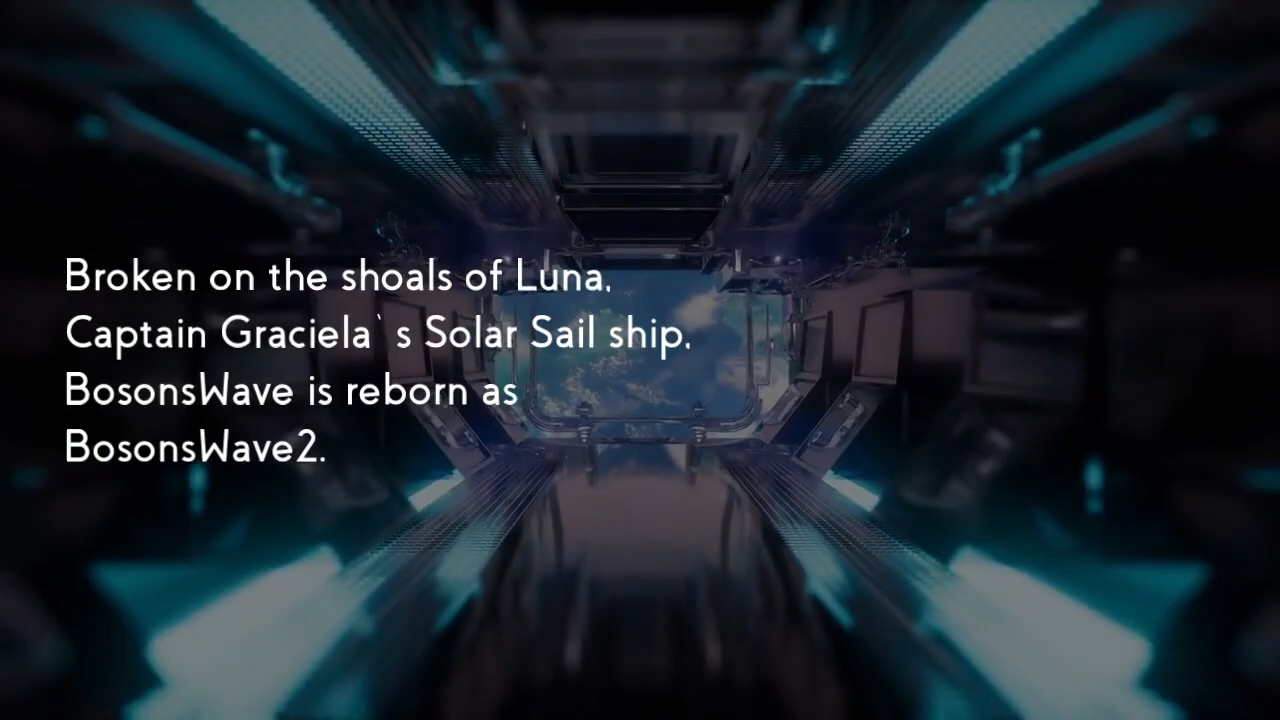 Broken on the shoals of Luna,
Captain Graciela`s Solar Sail ship,
BosonsWave is reborn as
BosonsWave2.